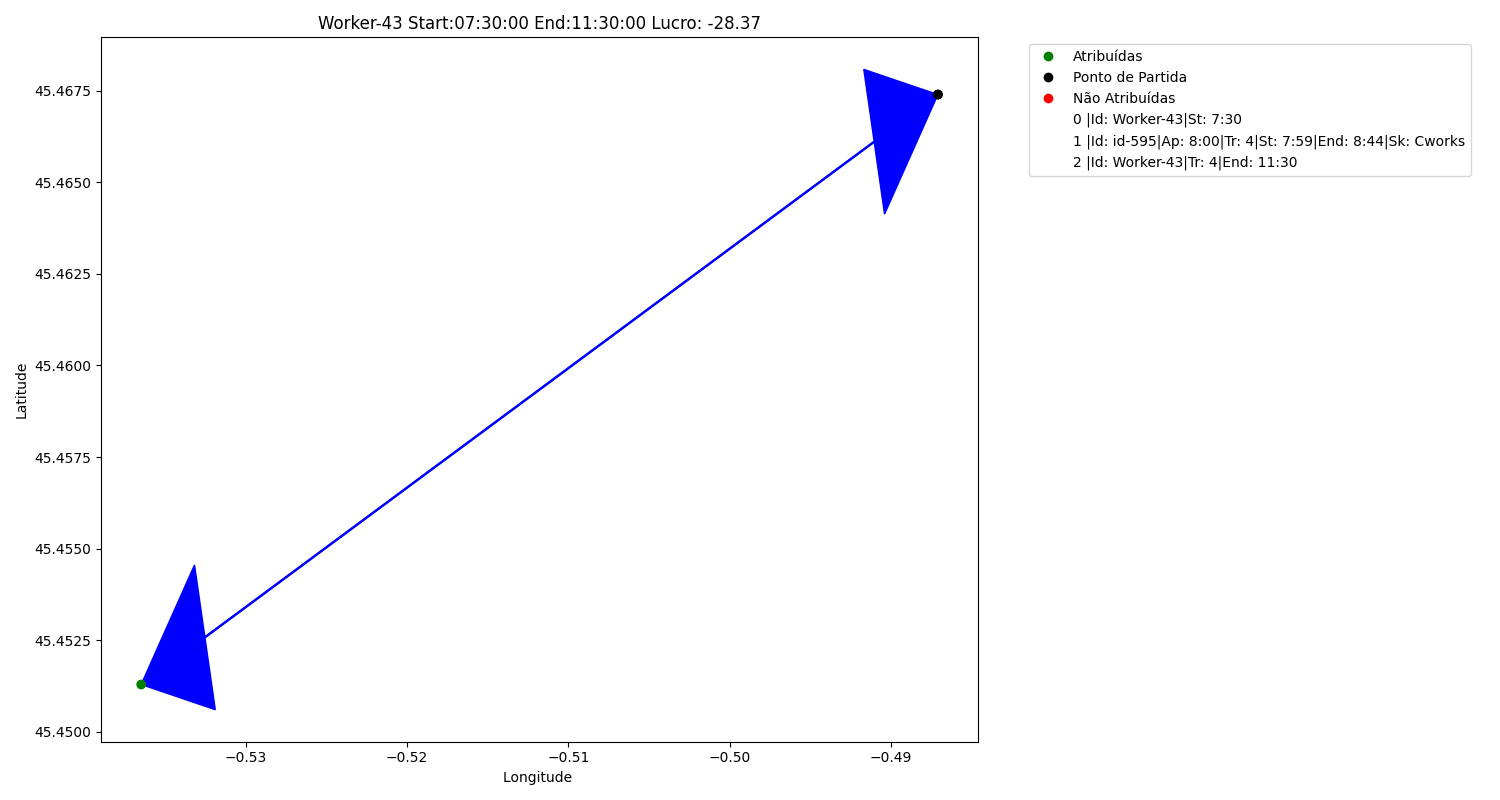 Worker-43 Start:07:30:00 End:11:30:00 Lucro: -28.37
Atribuídas
Ponto de Partida
Não Atribuídas
0 |Id: Worker-43|St: 7:30
1 |Id: id-595|Ap: 8:00|Tr: 4|St: 7:59|End: 8:44|Sk: Cworks
2 |Id: Worker-43|Tr: 4|End: 11:30
Latitude
45.4675
45.4650
45.4625
45.4600
45.4575
45.4550
45.4525
45.4500
−0.53
−0.52
−0.51
−0.50
−0.49
Longitude